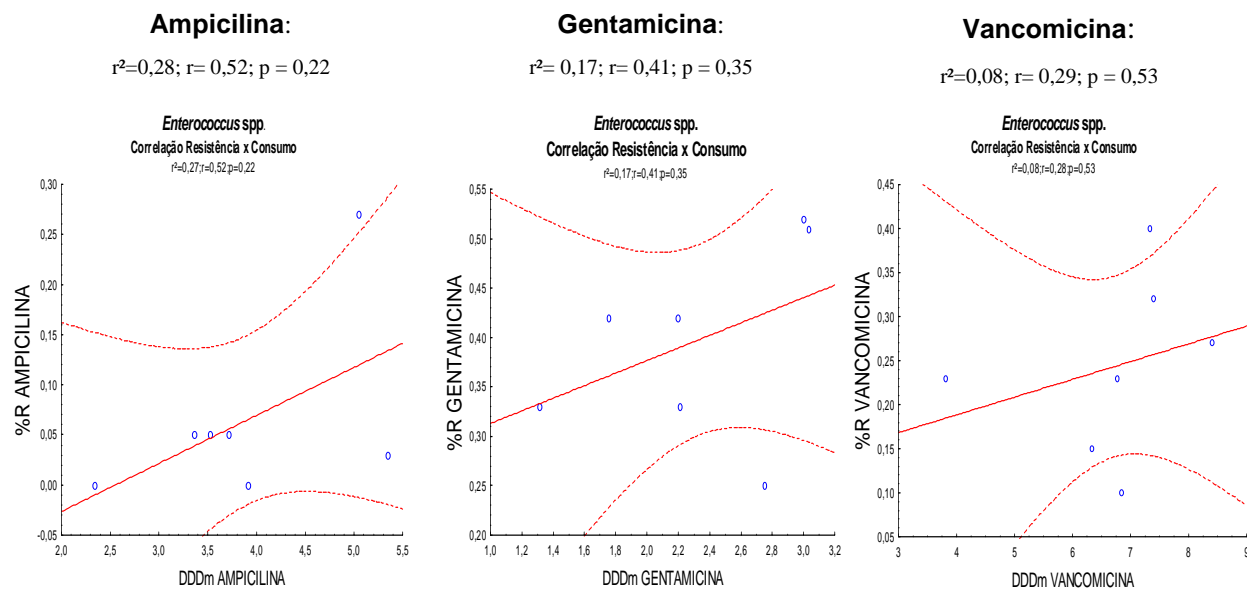 Ampicilina:
r²=0,28; r= 0,52; p = 0,22
Enterococcus spp.
Correlação Resistência x Consumo
r²=0,27;r=0,52;p=0,22
%R AMPICILINA
0,30
0,25
0,20
0,15
0,10
0,05
0,00
-0,05
2,0 2,5 3,0 3,5 4,0 4,5 5,0 5,5
DDDm AMPICILINA
Gentamicina:
r²= 0,17; r= 0,41; p = 0,35
Enterococcus spp.
Correlação Resistência x Consumo
r²=0,17;r=0,41;p=0,35
%R GENTAMICINA
0,55
0,50
0,45
0,40
0,35
0,30
0,25
0,20
1,0 1,2 1,4 1,6 1,8 2,0 2,2 2,4 2,6 2,8 3,0 3,2
DDDm GENTAMICINA
Vancomicina:
r²=0,08; r= 0,29; p = 0,53
Enterococcus spp.
Correlação Resistência x Consumo
r²=0,08;r=0,28;p=0,53
%R VANCOMICINA
0,45
0,40
0,35
0,30
0,25
0,20
0,15
0,10
0,05
3 4 5 6 7 8 9
DDDm VANCOMICINA